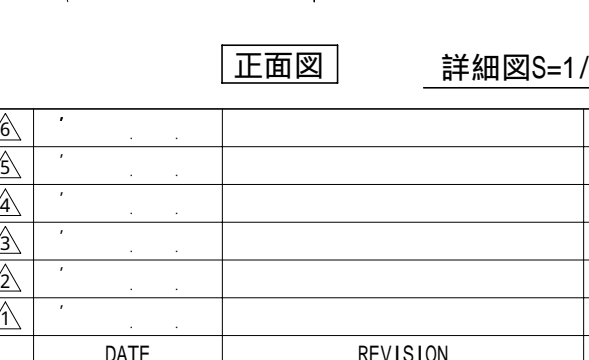 正面図
詳細図S=1/
6 ' . .
5 ' . .
4 ' . .
3 ' . .
2 ' . .
1 ' . .
DATE REVISION